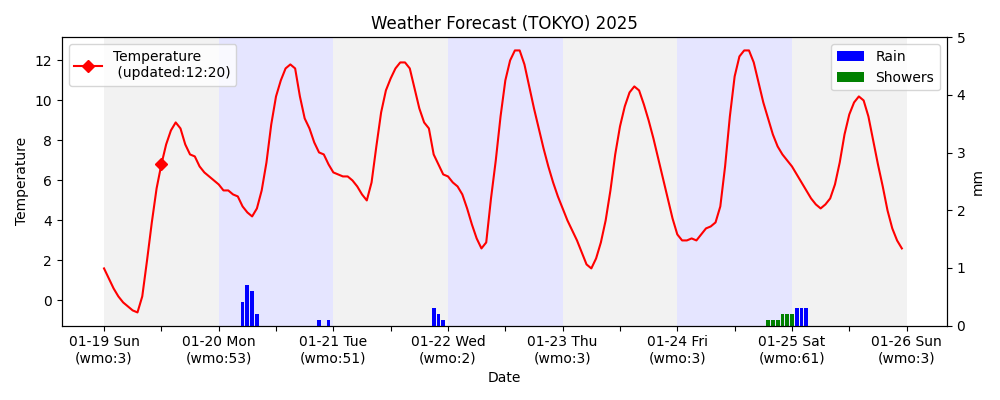 Weather Forecast (TOKYO) 2025
Temperature
(updated:12:20)
Rain
Showers
Temperature
12
10
8
6
4
2
0
5
4
3
2
1
0
mm
01-19 Sun
(wmo:3)
01-20 Mon
(wmo:53)
01-21 Tue
(wmo:51)
01-22 Wed
(wmo:2)
01-23 Thu
(wmo:3)
01-24 Fri
(wmo:3)
01-25 Sat
(wmo:61)
01-26 Sun
(wmo:3)
Date